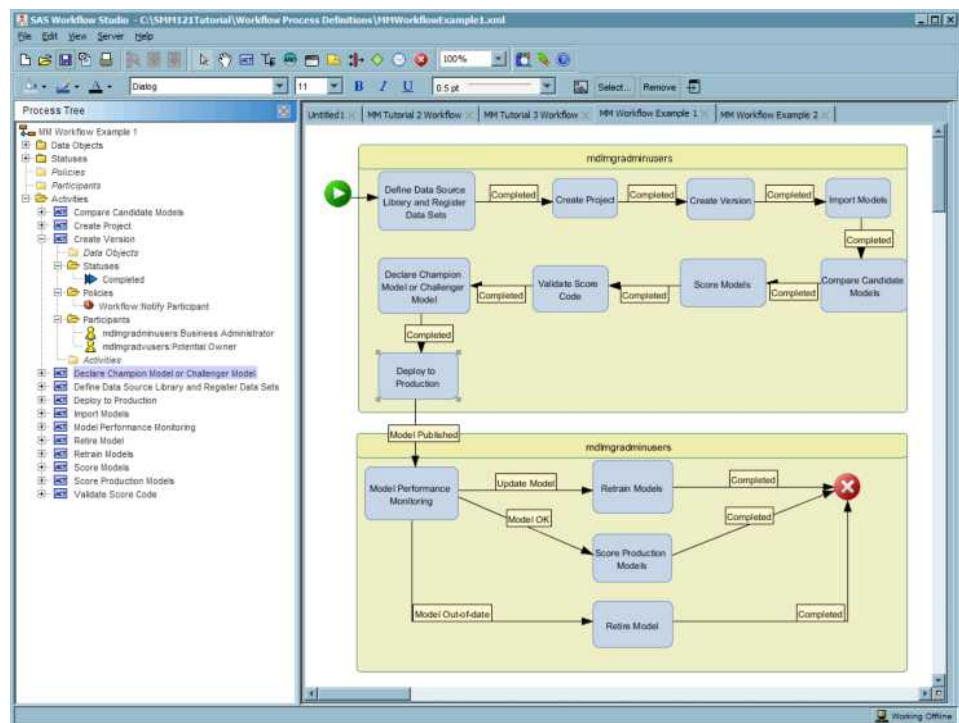 SAS Workflow Studio - C:\SMM121Tutorial\Workflow Process Definitions\MMWorkflowExample1.xml
File Edit View Server Help
100%
Dialog 11 B I U 0.5 pt Select... Remove
Process Tree
MM Workflow Example 1
Data Objects
Statuses
Policies
Participants
Activities
Compare Candidate Models
Create Project
Create Version
Data Objects
Statuses
Completed
Policies
Workflow:Notify Participant
Participants
mdlmgradminusers:Business Administrator
mdlmgradvusers:Potential Owner
Activities
Declare Champion Model or Challenger Model
Define Data Source Library and Register Data Sets
Deploy to Production
Import Models
Model Performance Monitoring
Retire Model
Retrain Models
Score Models
Score Production Models
Validate Score Code
Untitled1 MM Tutorial 2 Workflow MM Tutorial 3 Workflow MM Workflow Example 1 MM Workflow Example 2
mdlmgradminusers
Define Data Source
Library and Register
Data Sets
Completed
Create Project
Completed
Create Version
Completed
Import Models
Completed
Compare Candidate
Models
Completed
Score Models
Completed
Validate Score
Code
Completed
Declare Champion
Model or Challenger
Model
Completed
Deploy to
Production
Model Published
mdlmgradminusers
Model Performance
Monitoring
Update Model
Retrain Models
Completed
Model OK
Score Production
Models
Completed
Model Out-of-date
Retire Model
Completed
Working Offline